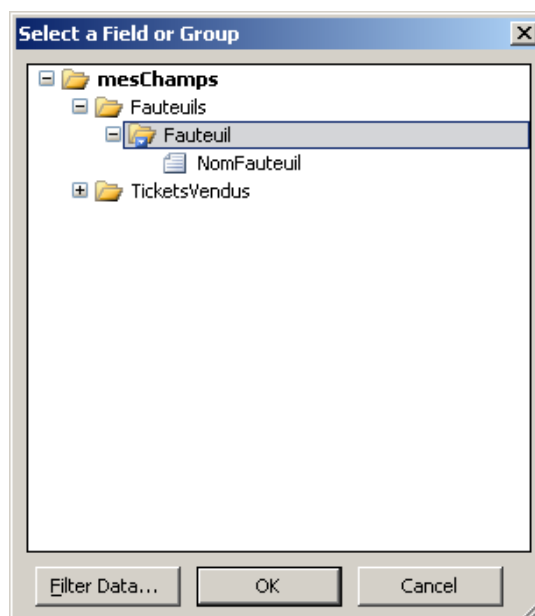 Select a Field or Group
mesChamps
Fauteuils
Fauteuil
NomFauteuil
TicketsVendus
Filter Data... OK Cancel